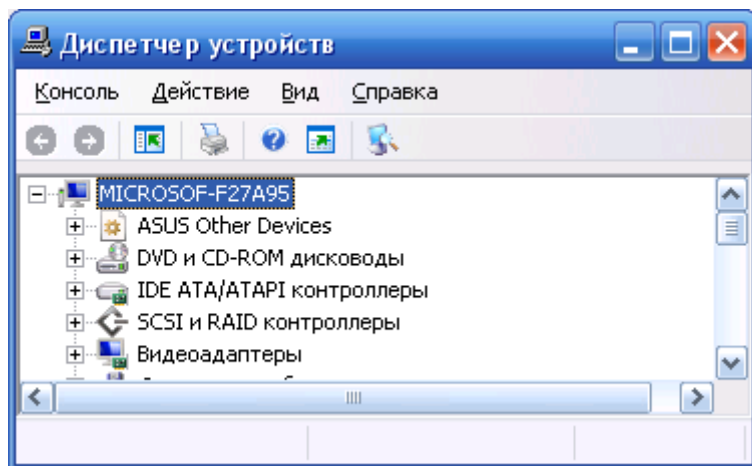 Диспетчер устройств
Консоль Действие Вид Справка
MICROSOF-F27A95
ASUS Other Devices
DVD и CD-ROM дисководы
IDE ATA/ATAPI контроллеры
SCSI и RAID контроллеры
Видеоадаптеры